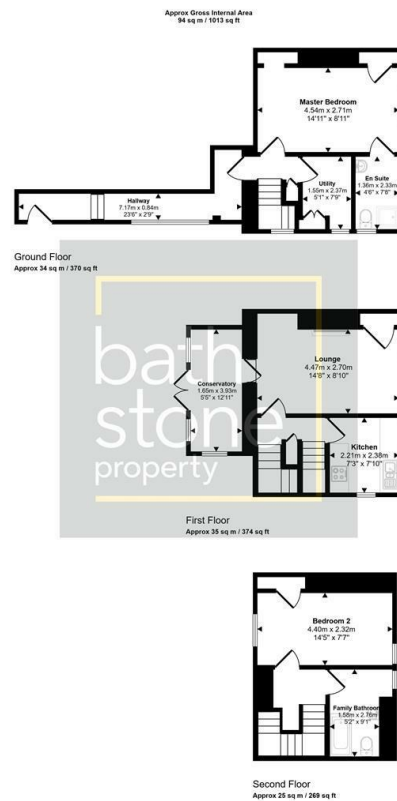 Approx Gross Internal Area
94 sq m / 1013 sq ft
Master Bedroom
4.54m x 2.71m
14'11" x 8'11"
Utility
1.55m x 2.37m
5'1" x 7'9"
En Suite
1.36m x 2.33m
4'6" x 7'8"
Hallway
7.17m x 0.84m
23'6" x 2'9"
Ground Floor
Approx 34 sq m / 370 sq ft
bath
stone
property
Lounge
4.47m x 2.70m
14'8" x 8'10"
Conservatory
1.65m x 3.93m
5'5" x 12'11"
Kitchen
2.21m x 2.38m
7'3" x 7'10"
First Floor
Approx 35 sq m / 374 sq ft
Bedroom 2
4.40m x 2.32m
14'5" x 7'7"
Family Bathroom
1.58m x 2.76m
5'2" x 9'1"
Second Floor
Approx 25 sq m / 269 sq ft